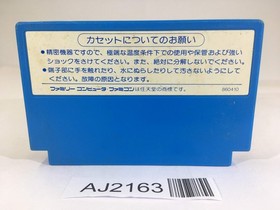 カセットについてのお願い
●精密機器ですので、極端な温度条件下での使用や保管および強い
ショックをさけてください。また、絶対に分解しないでください。
●端子部に手を触れたり、水にぬらしたりして汚さないようにして
ください。故障の原因となります。
ファミリーコンピュータ・ファミコンは任天堂の商標です。
AJ2163